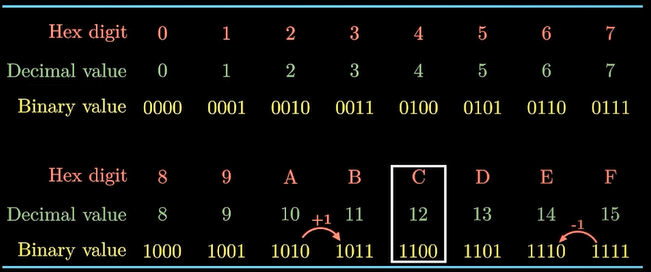 Hex digit 0 1 2 3 4 5 6 7
Decimal value 0 1 2 3 4 5 6 7
Binary value 0000 0001 0010 0011 0100 0101 0110 0111
Hex digit 8 9 A B C D E F
Decimal value 8 9 10 11 12 13 14 15
+1 -1
Binary value 1000 1001 1010 1011 1100 1101 1110 1111